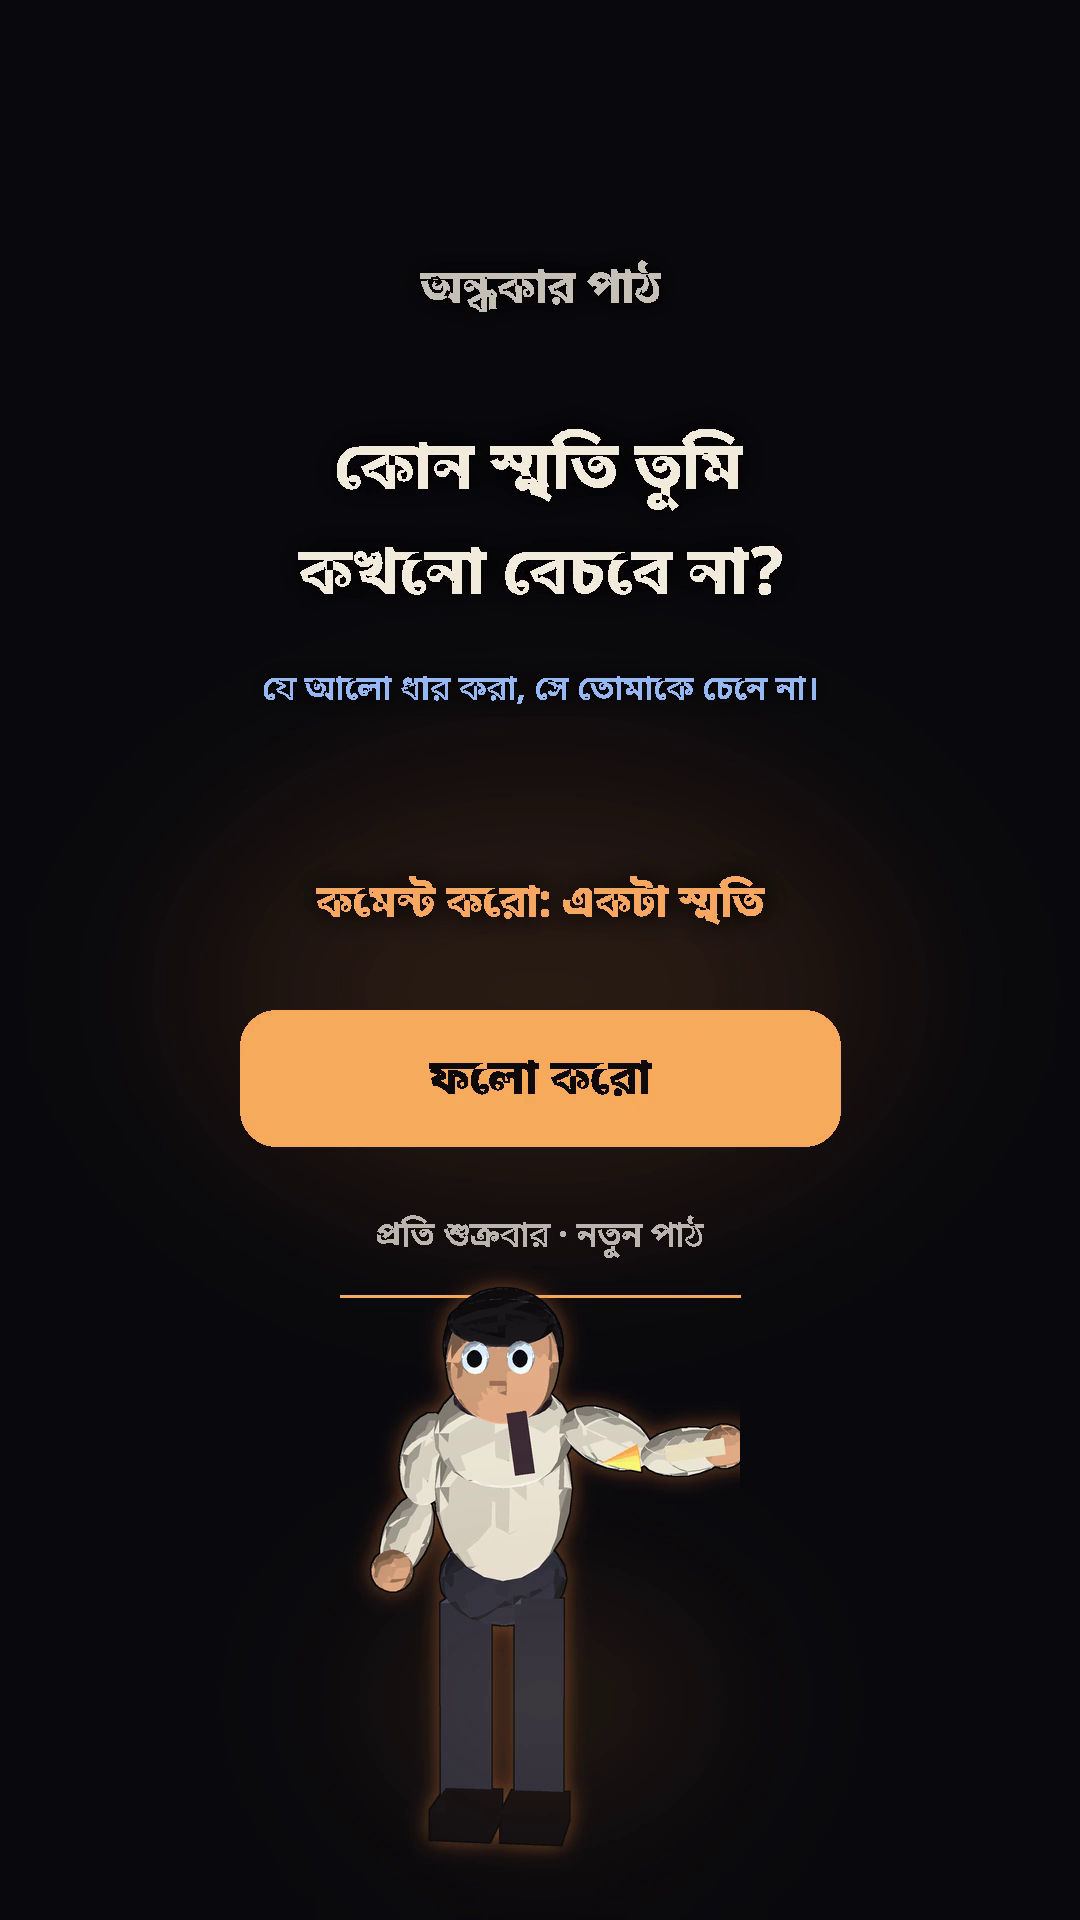 অন্ধকার পাঠ
কোন স্মৃতি তুমি
কখনো বেচবে না?
যে আলো ধার করা, সে তোমাকে চেনে না।
কমেন্ট করো: একটা স্মৃতি
ফলো করো
প্রতি শুক্রবার · নতুন পাঠ